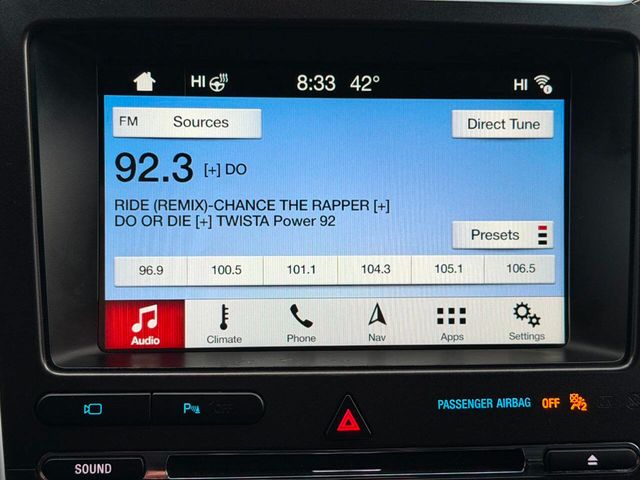 HI 8:33 42° HI
FM Sources Direct Tune
92.3 [+] DO
RIDE (REMIX)-CHANCE THE RAPPER [+]
DO OR DIE [+] TWISTA Power 92
Presets
96.9 100.5 101.1 104.3 105.1 106.5
Audio Climate Phone Nav Apps Settings
P
PASSENGER AIRBAG OFF 2
SOUND